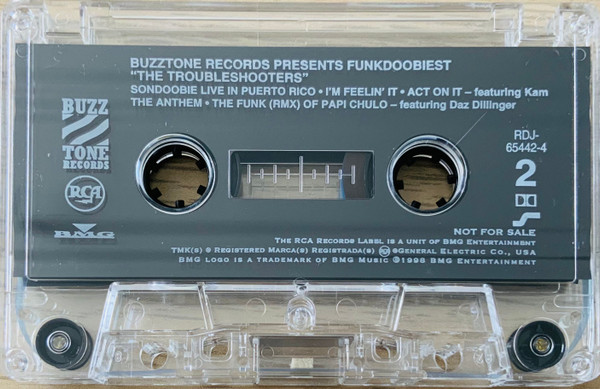 BUZZTONE RECORDS PRESENTS FUNKDOOBIEST
"THE TROUBLESHOOTERS"
SONDOOBIE LIVE IN PUERTO RICO • I'M FEELIN' IT • ACT ON IT – featuring Kam
THE ANTHEM • THE FUNK (RMX) OF PAPI CHULO – featuring Daz Dillinger
BUZZ
TONE
RECORDS
RCA
BMG
RDJ-
65442-4
2
NOT FOR SALE
THE RCA RECORDS LABEL IS A UNIT OF BMG ENTERTAINMENT
TMK(S) ® REGISTERED MARCA(S) REGISTRADA(S) RCA ®GENERAL ELECTRIC CO., USA
BMG LOGO IS A TRADEMARK OF BMG MUSIC ℗1998 BMG ENTERTAINMENT